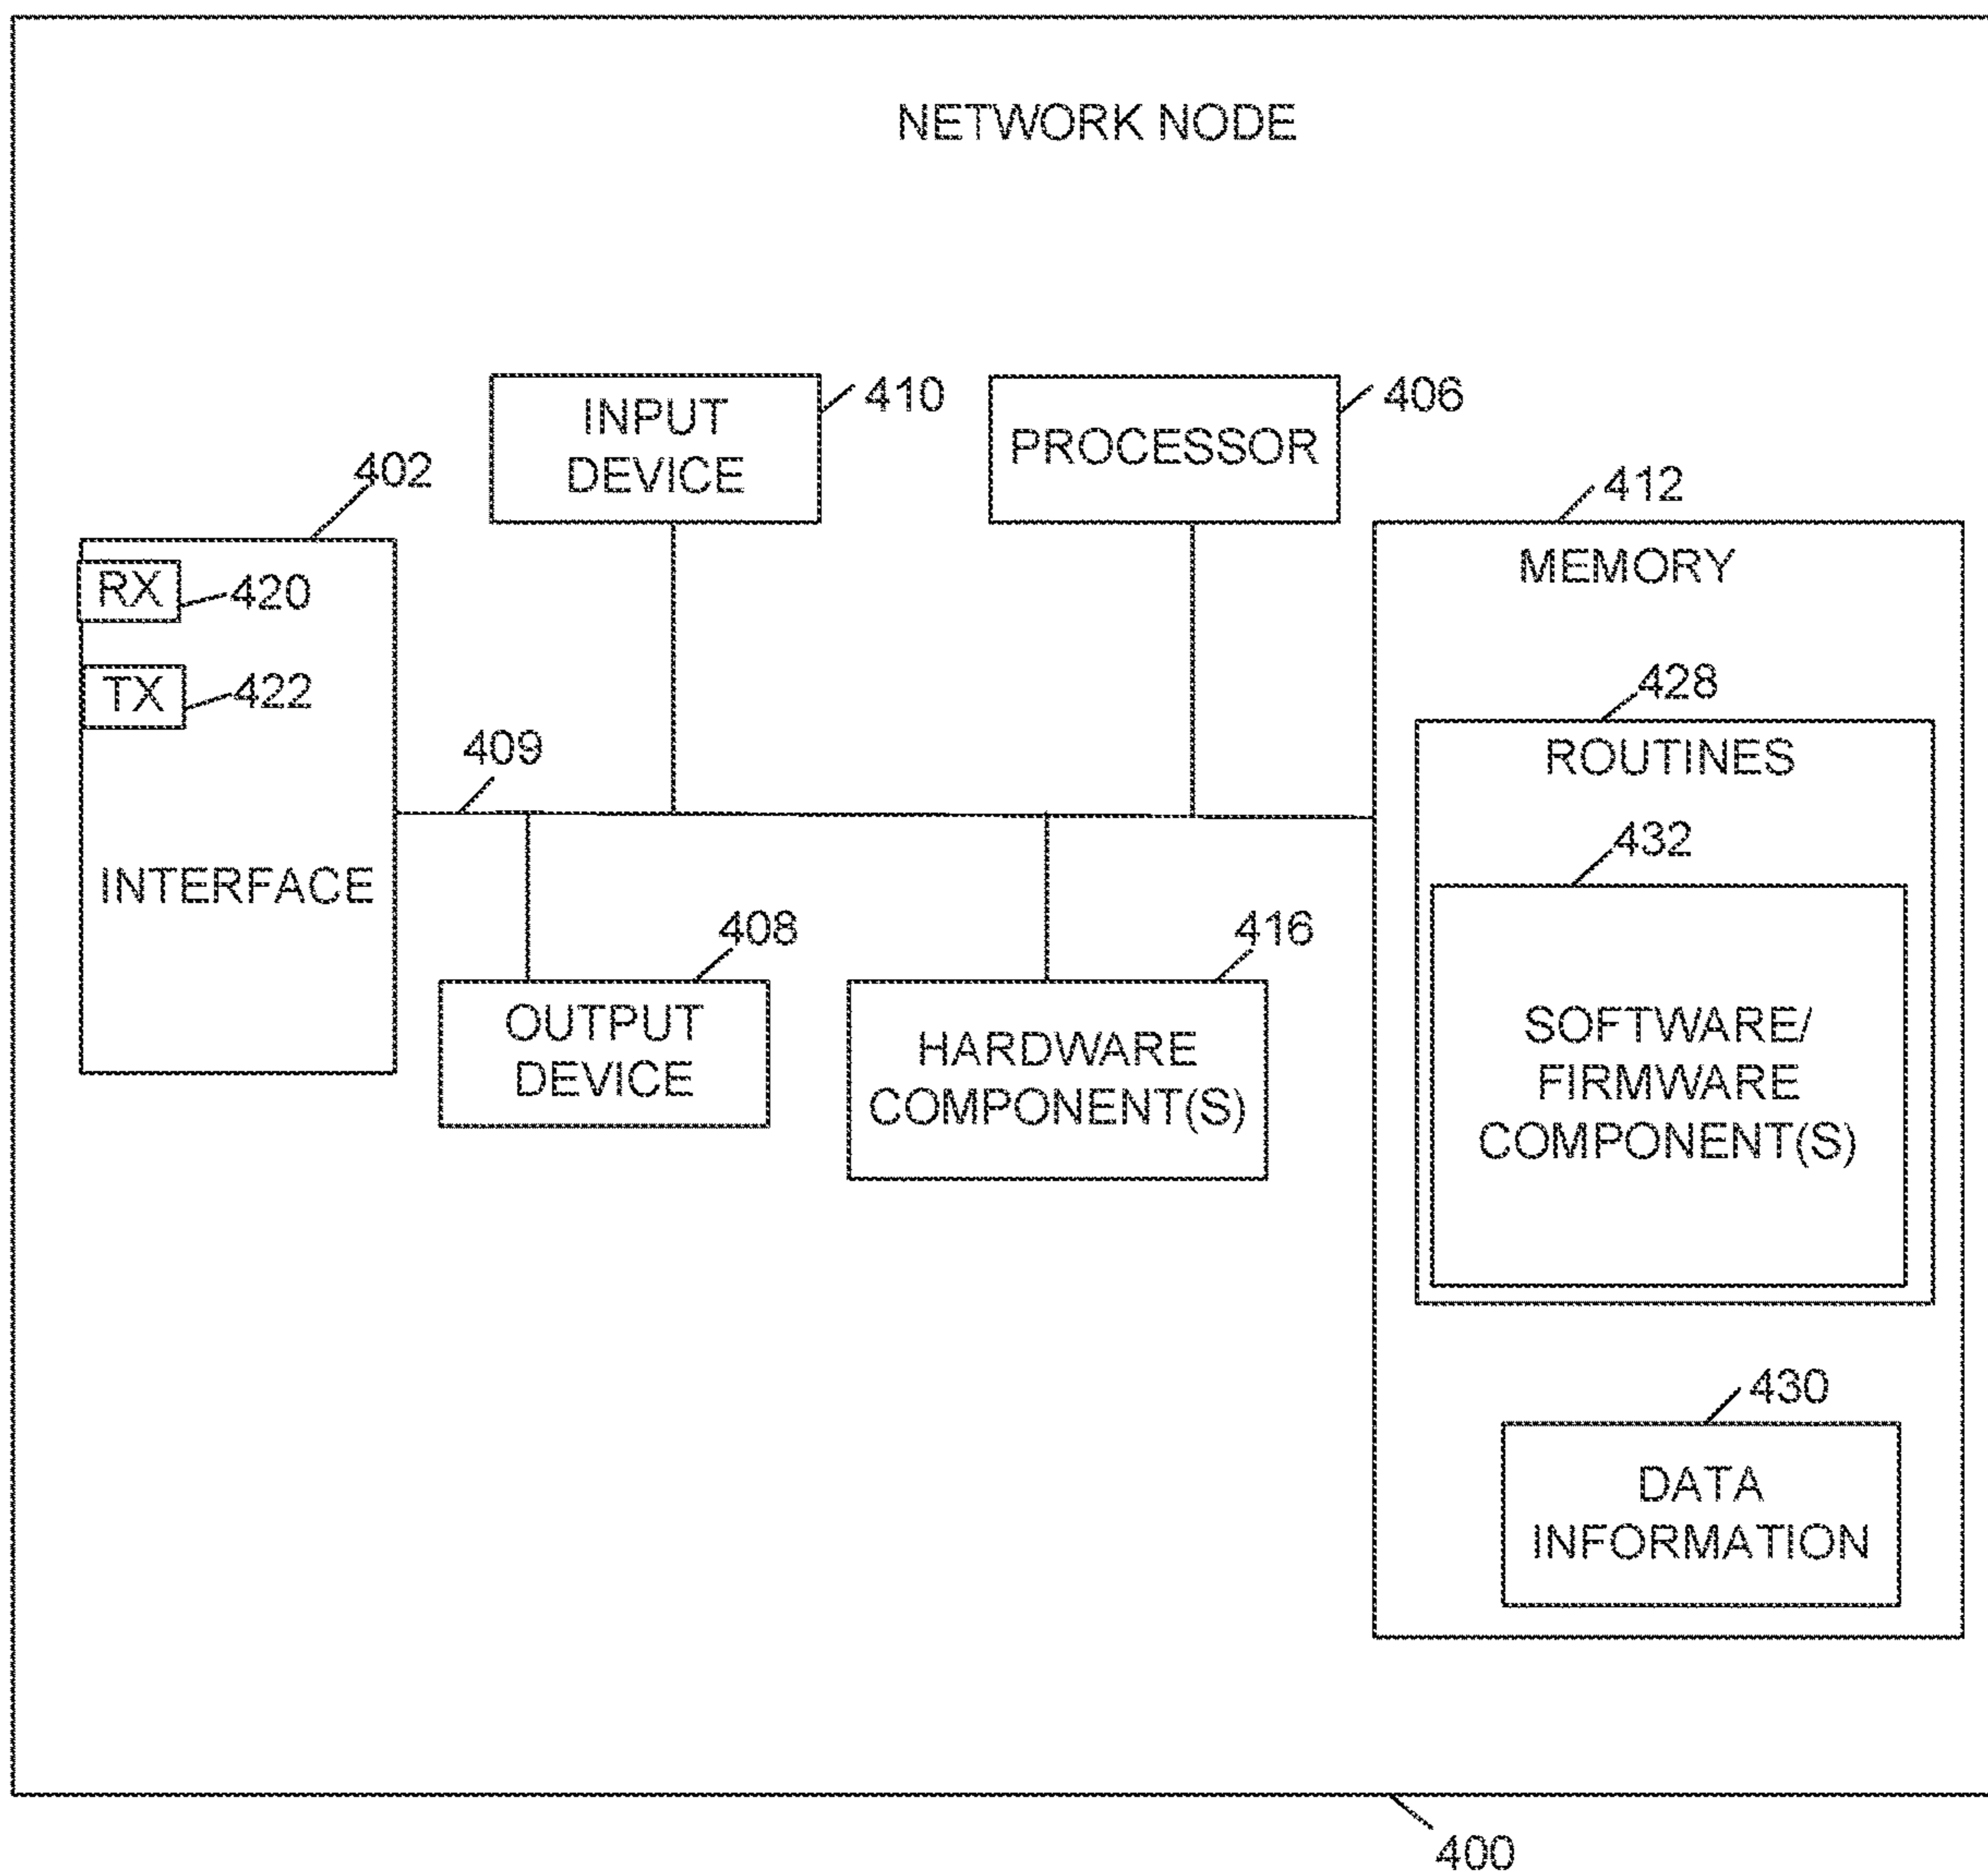 NETWORK NODE
410
406
INPUT
DEVICE
PROCESSOR
402
412
MEMORY
RX
420
TX
422
428
ROUTINES
409
432
INTERFACE
408
416
OUTPUT
DEVICE
HARDWARE
COMPONENT(S)
SOFTWARE/
FIRMWARE
COMPONENT(S)
430
DATA
INFORMATION
400